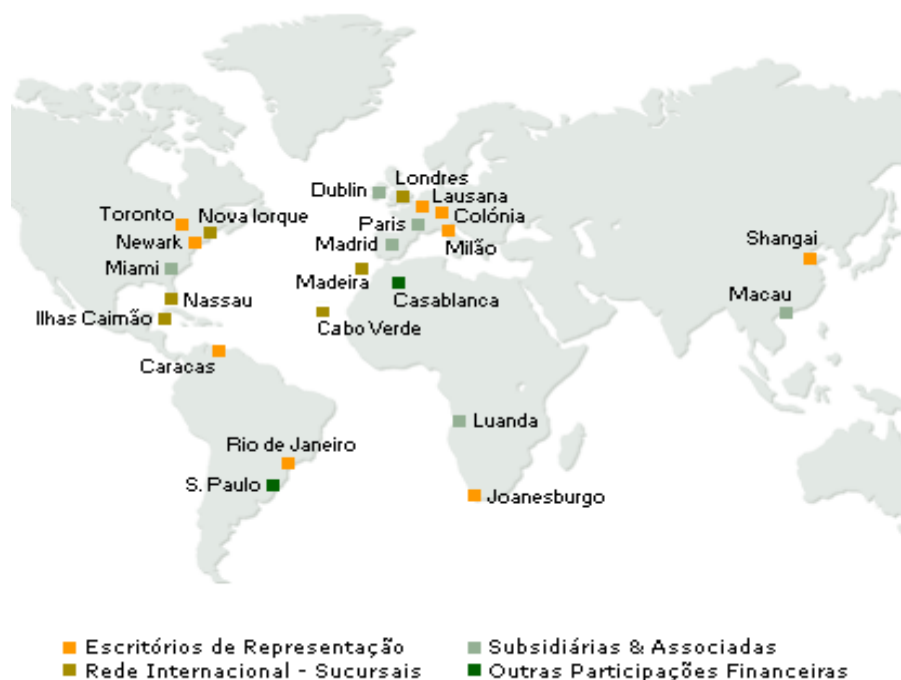 Londres
Dublin
Lausana
Toronto
Nova Iorque
Colónia
Paris
Newark
Madrid
Milão
Shangai
Miami
Madeira
Casablanca
Macau
Nassau
Ilhas Caimão
Cabo Verde
Caracas
Luanda
Rio de Janeiro
S. Paulo
Joanesburgo
Escritórios de Representação
Subsidiárias & Associadas
Rede Internacional - Sucursais
Outras Participações Financeiras